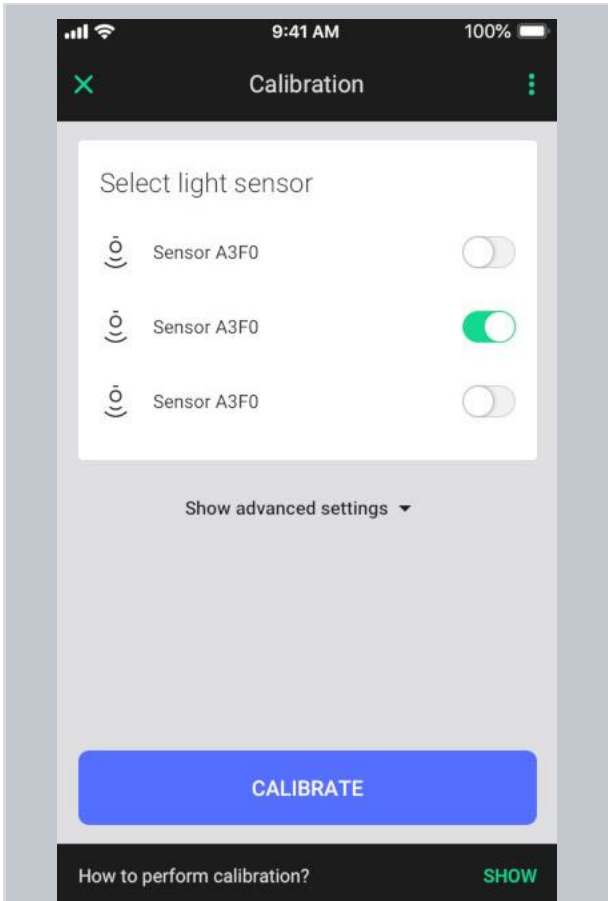 9:41 AM 100%
Calibration
Select light sensor
Sensor A3F0
Sensor A3F0
Sensor A3F0
Show advanced settings
CALIBRATE
How to perform calibration? SHOW